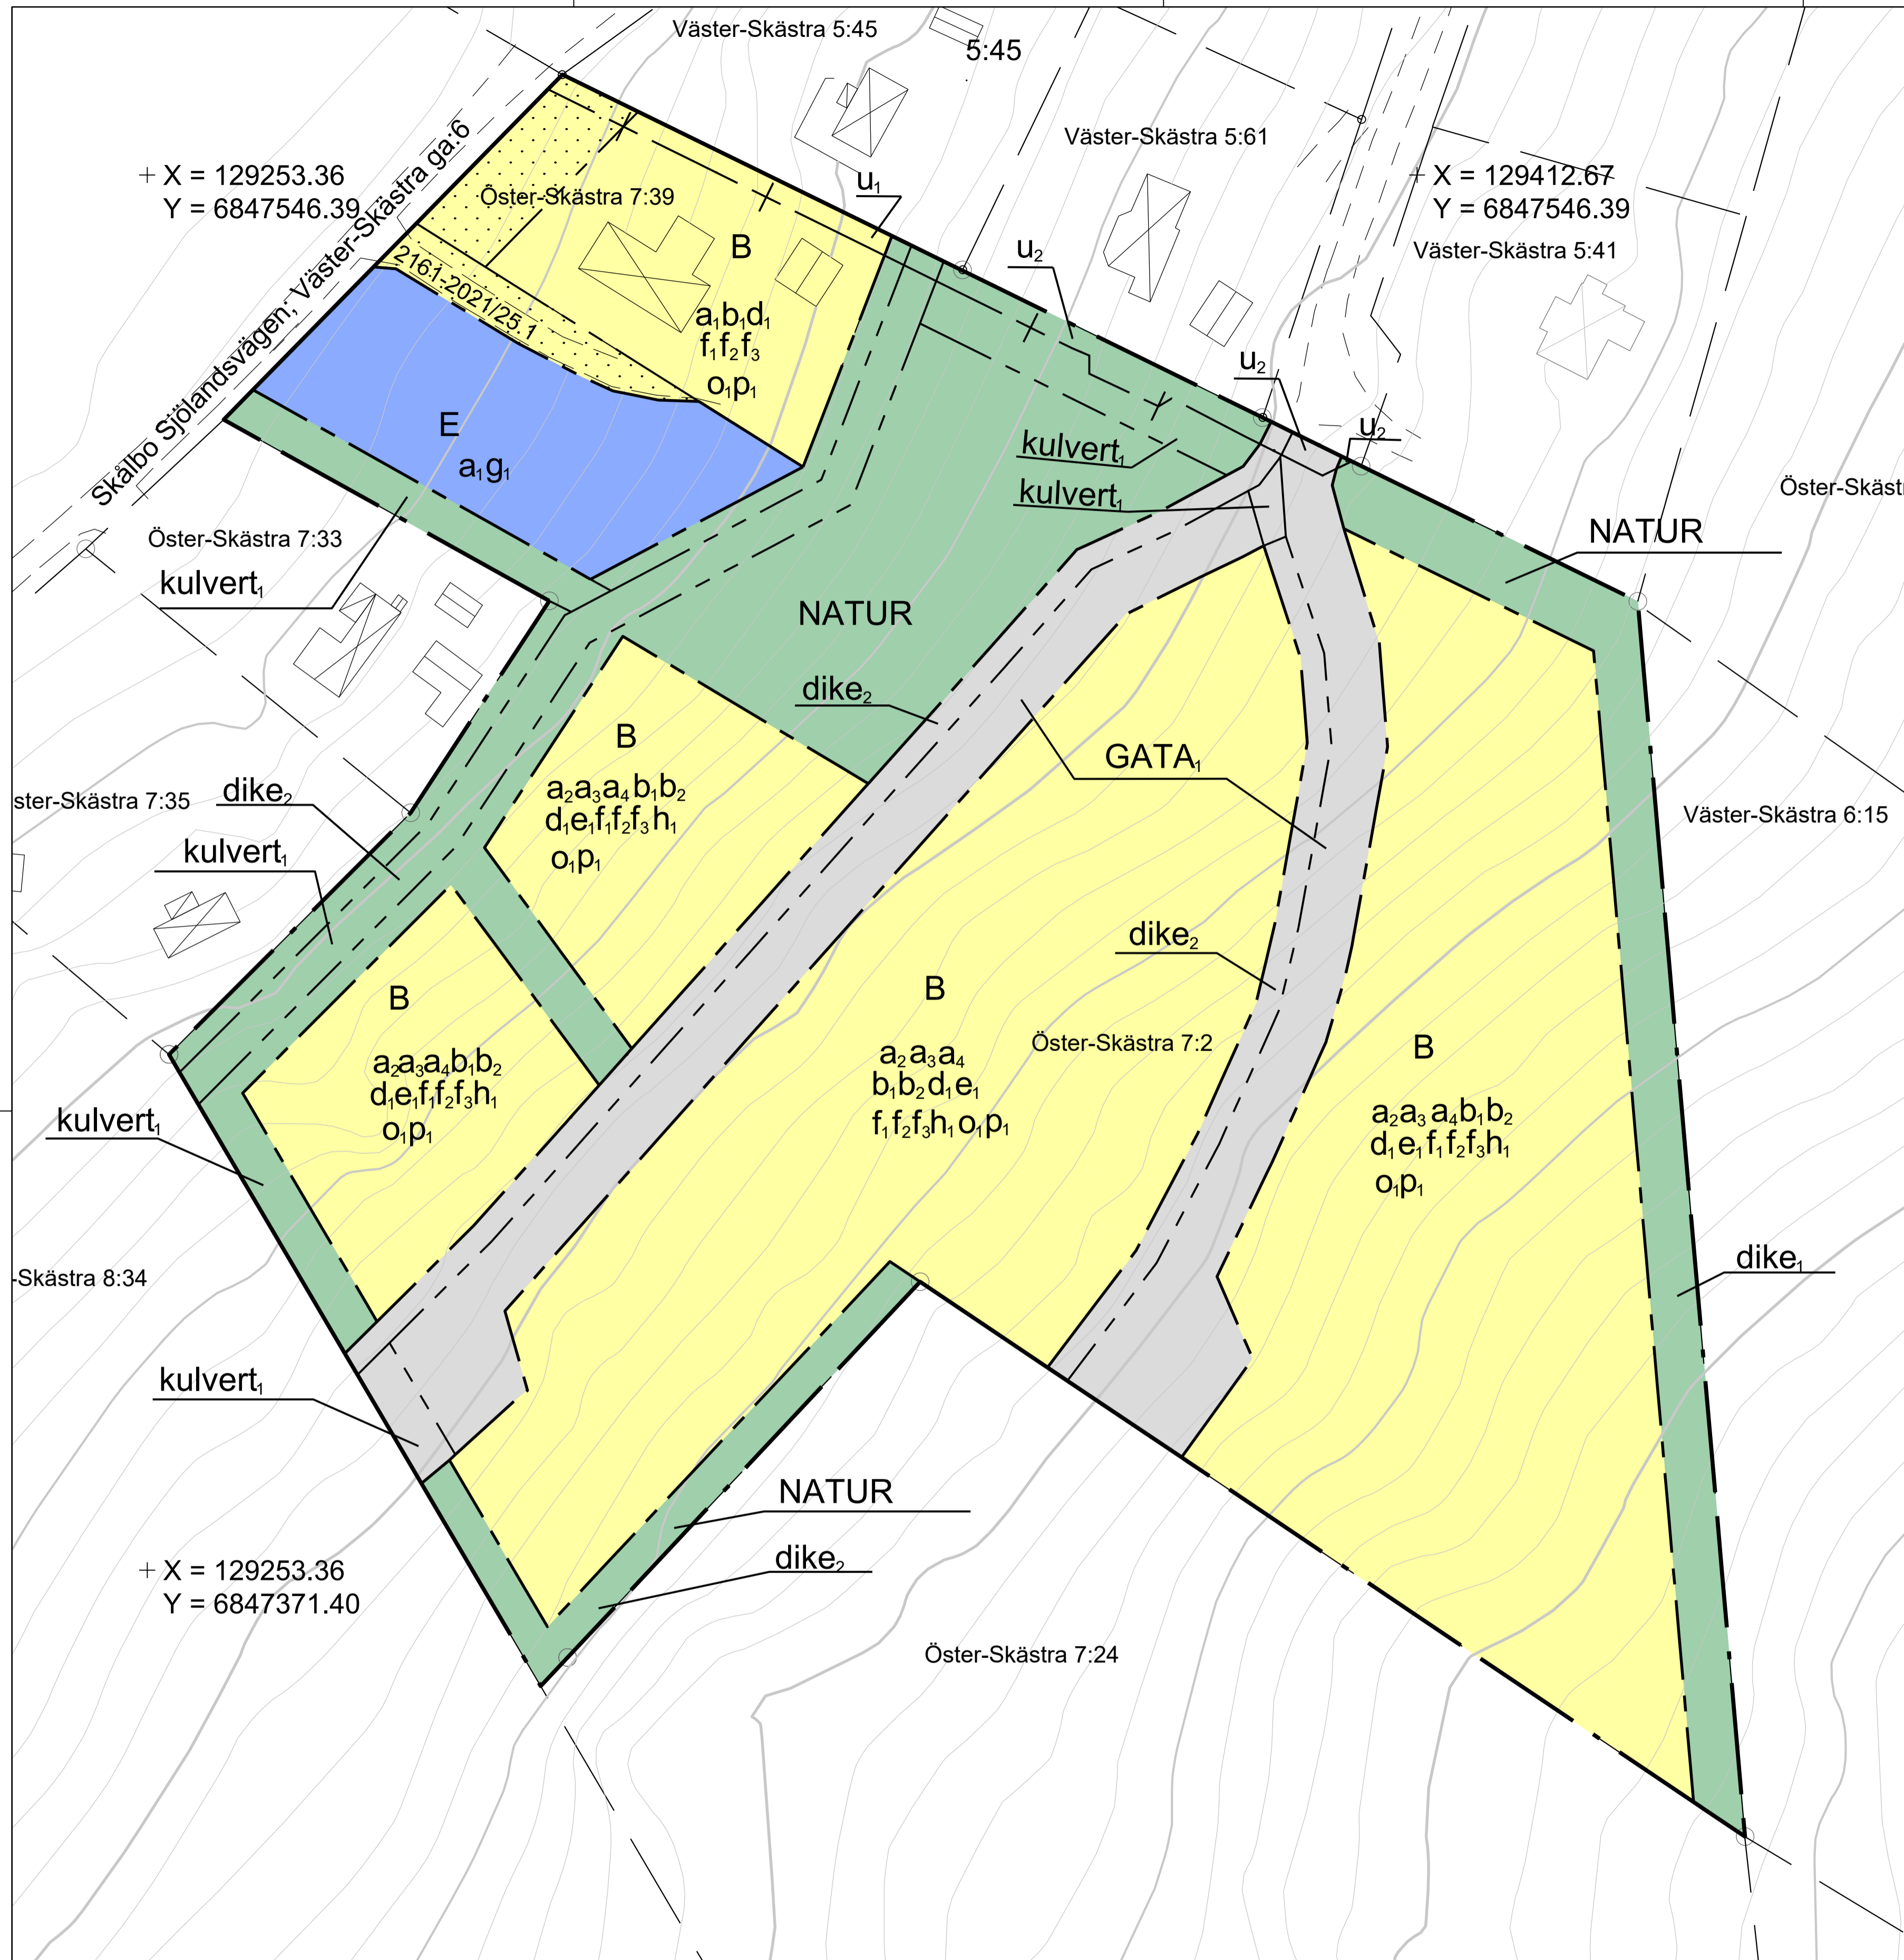 Väster-Skästra 5:45
5:45
Väster-Skästra 5:61
X = 129253.36
Y = 6847546.39
Skålbo Sjölandsvägen; Väster-Skästra ga:6
Öster-Skästra 7:39
u₁
X = 129412.67
Y = 6847546.39
Väster-Skästra 5:41
B
u₂
2161-2021/25.1
a₁b₁d₁
f₁f₂f₃
o₁p₁
u₂
u₂
E
a₁g₁
kulvert₁
kulvert₁
NATUR
Öster-Skästra 7:33
kulvert₁
NATUR
dike₂
B
GATA₁
a₂a₃a₄b₁b₂
d₁e₁f₁f₂f₃h₁
o₁p₁
ster-Skästra 7:35
dike₂
Väster-Skästra 6:15
kulvert₁
dike₂
B
B
Öster-Skästra 7:2
B
a₂a₃a₄b₁b₂
d₁e₁f₁f₂f₃h₁
o₁p₁
a₂a₃a₄
b₁b₂d₁e₁
f₁f₂f₃h₁o₁p₁
a₂a₃a₄b₁b₂
d₁e₁f₁f₂f₃h₁
o₁p₁
kulvert₁
-Skästra 8:34
dike₁
kulvert₁
NATUR
dike₂
X = 129253.36
Y = 6847371.40
Öster-Skästra 7:24